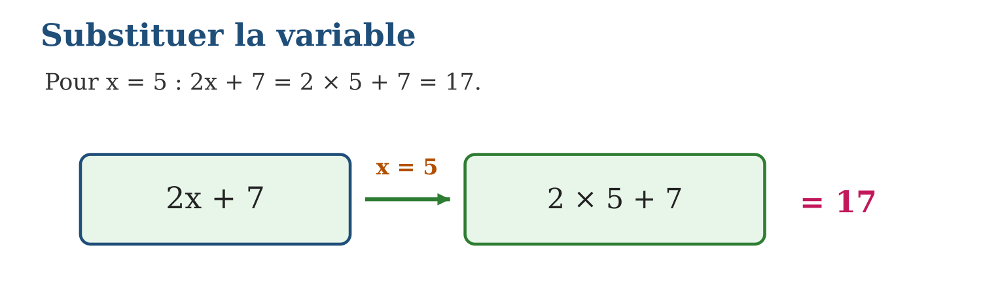 Substituer la variable
Pour x = 5 : 2x + 7 = 2 × 5 + 7 = 17.
x = 5
2x + 7
2 × 5 + 7
= 17